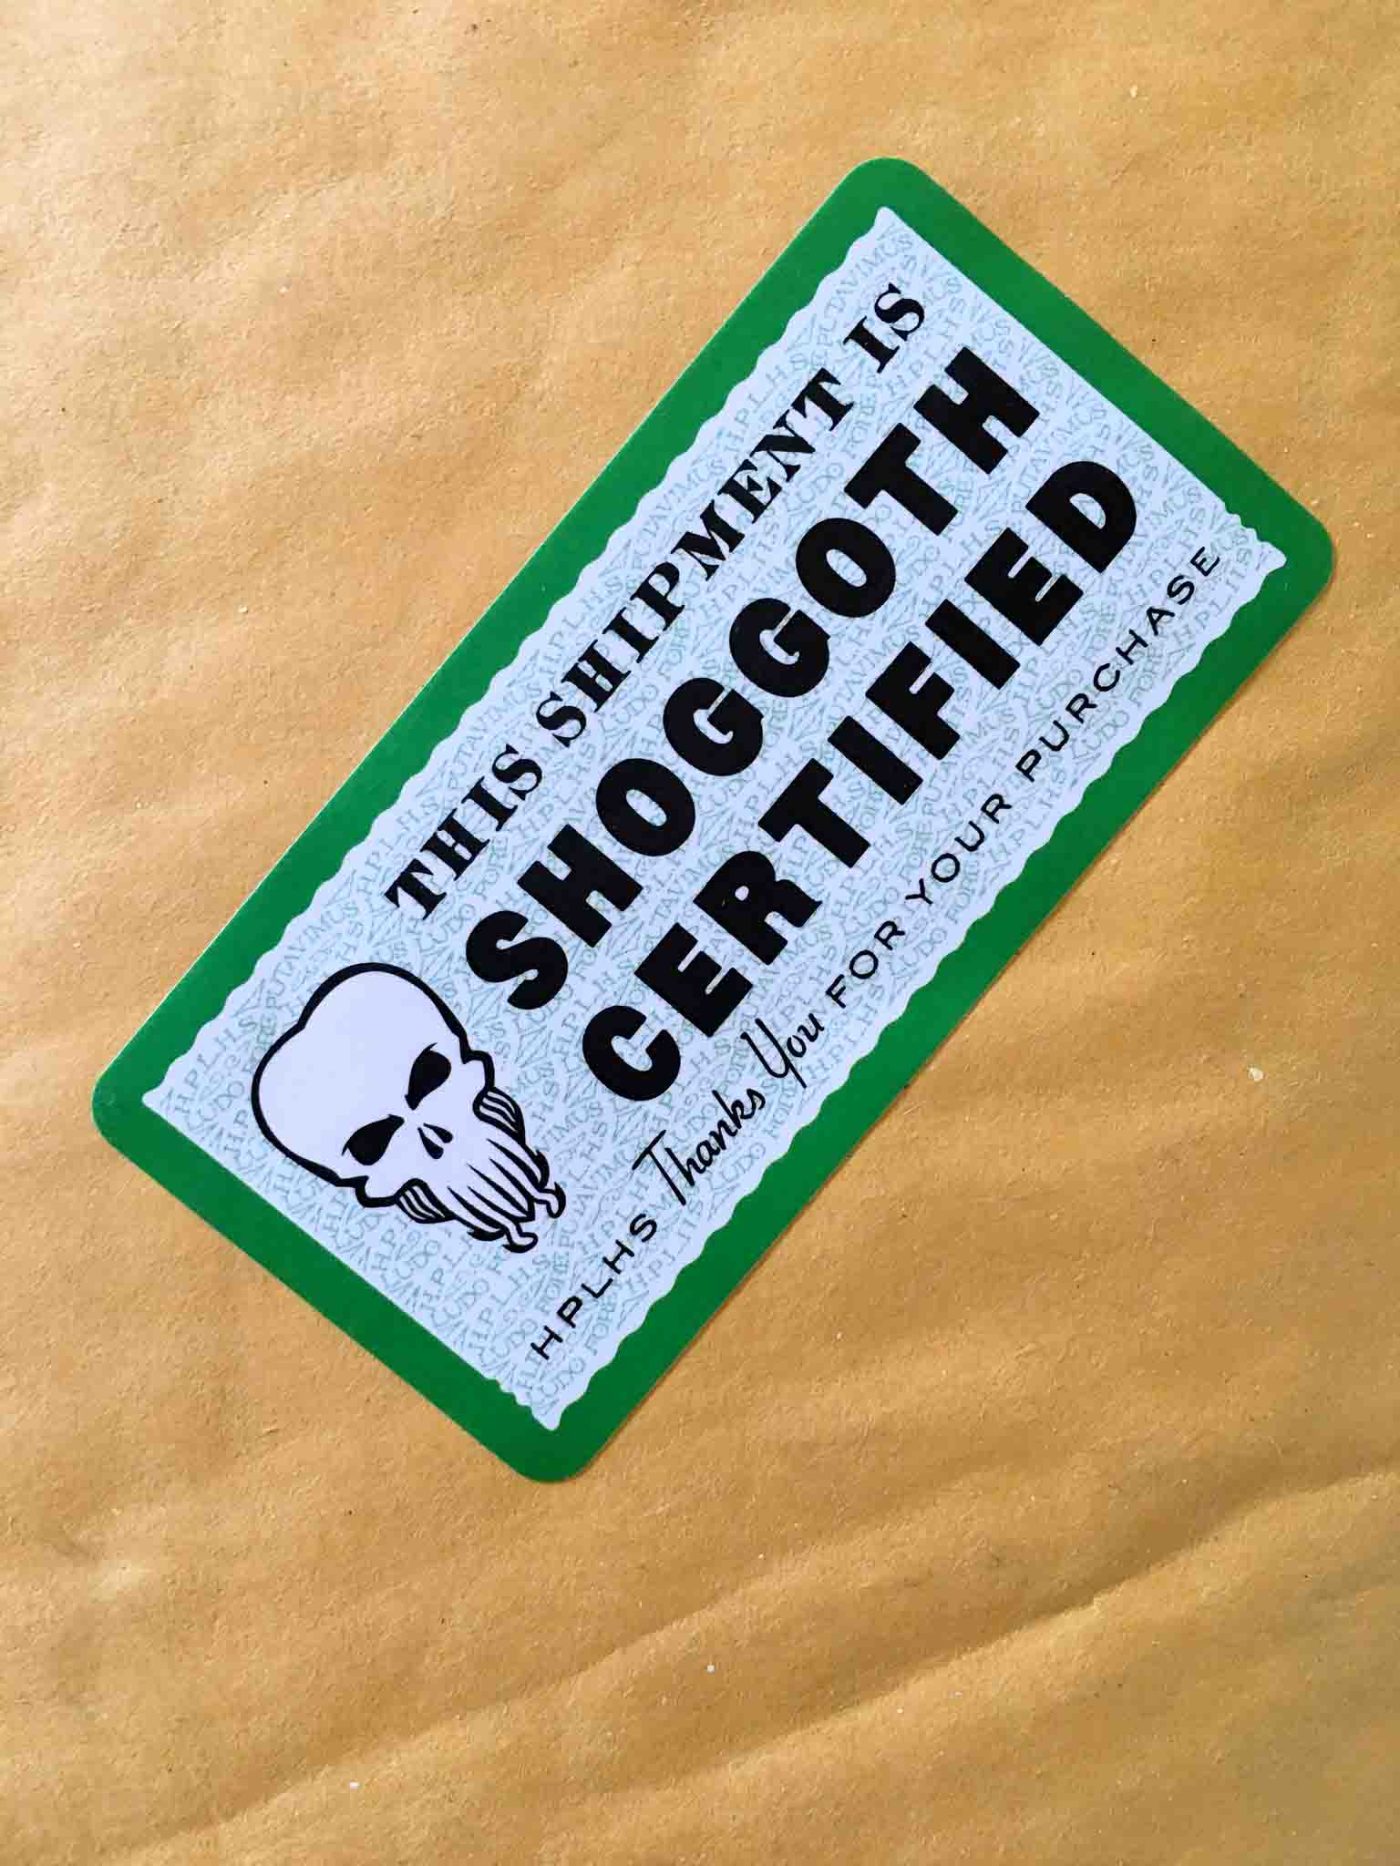 THIS SHIPMENT IS
SHOGGOTH
CERTIFIED
HPLHS Thanks You FOR YOUR PURCHASE